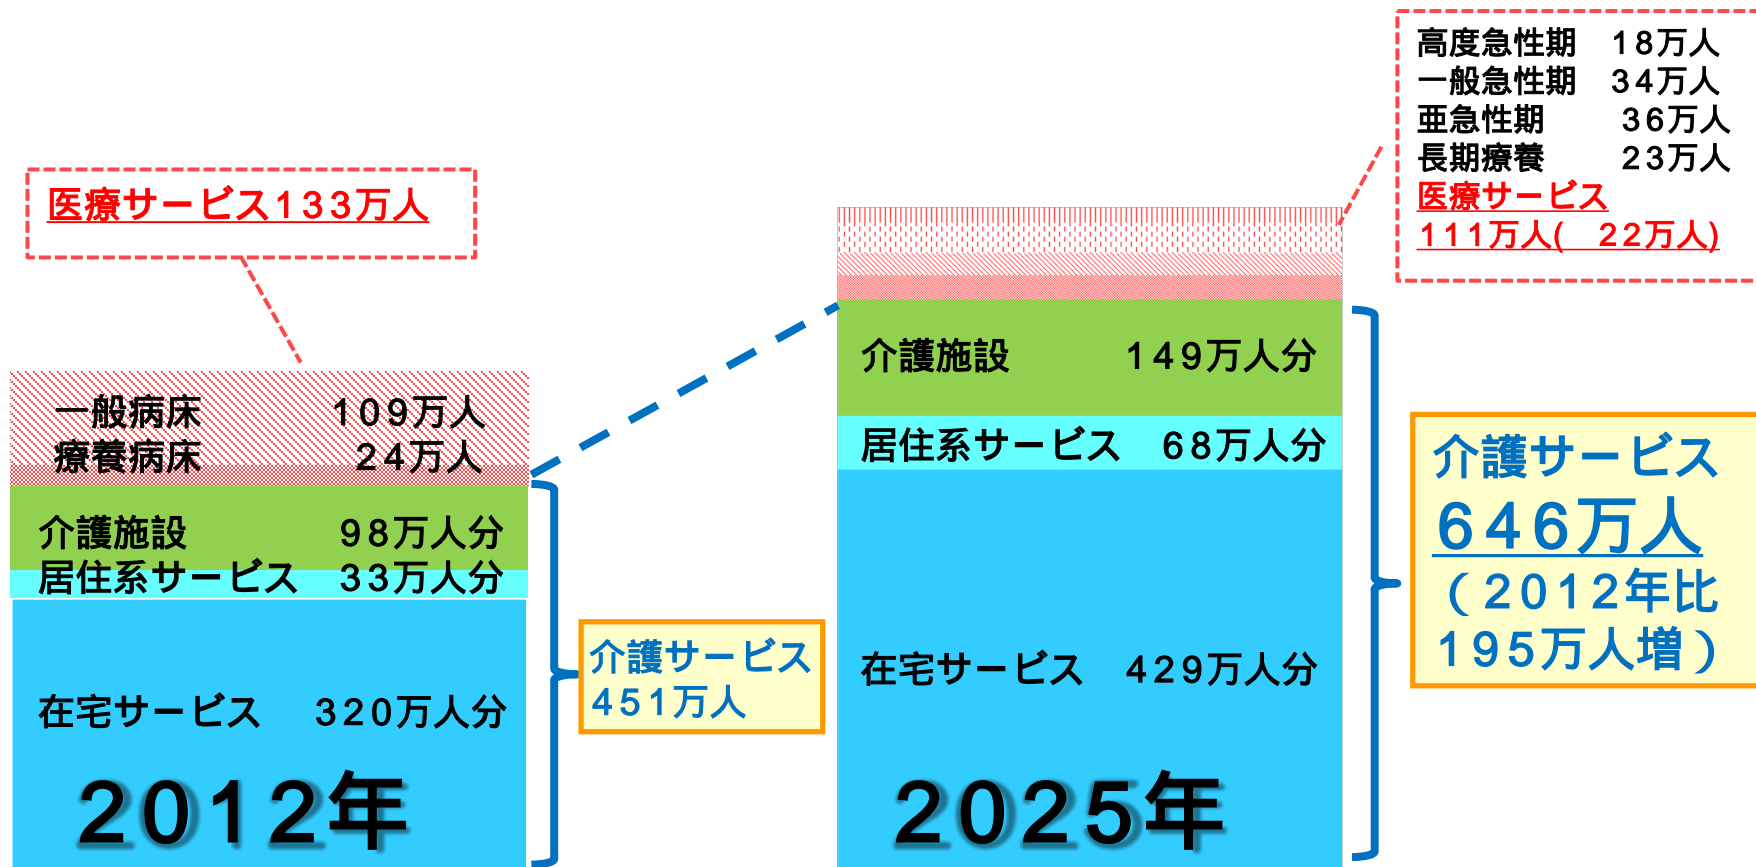 医療サービス133万人
一般病床 109万人
療養病床 24万人
介護施設 98万人分
居住系サービス 33万人分
在宅サービス 320万人分
2012年
介護サービス
451万人
高度急性期 18万人
一般急性期 34万人
亜急性期 36万人
長期療養 23万人
医療サービス
111万人( 22万人)
介護施設 149万人分
居住系サービス 68万人分
在宅サービス 429万人分
2025年
介護サービス
646万人
（2012年比
195万人増）